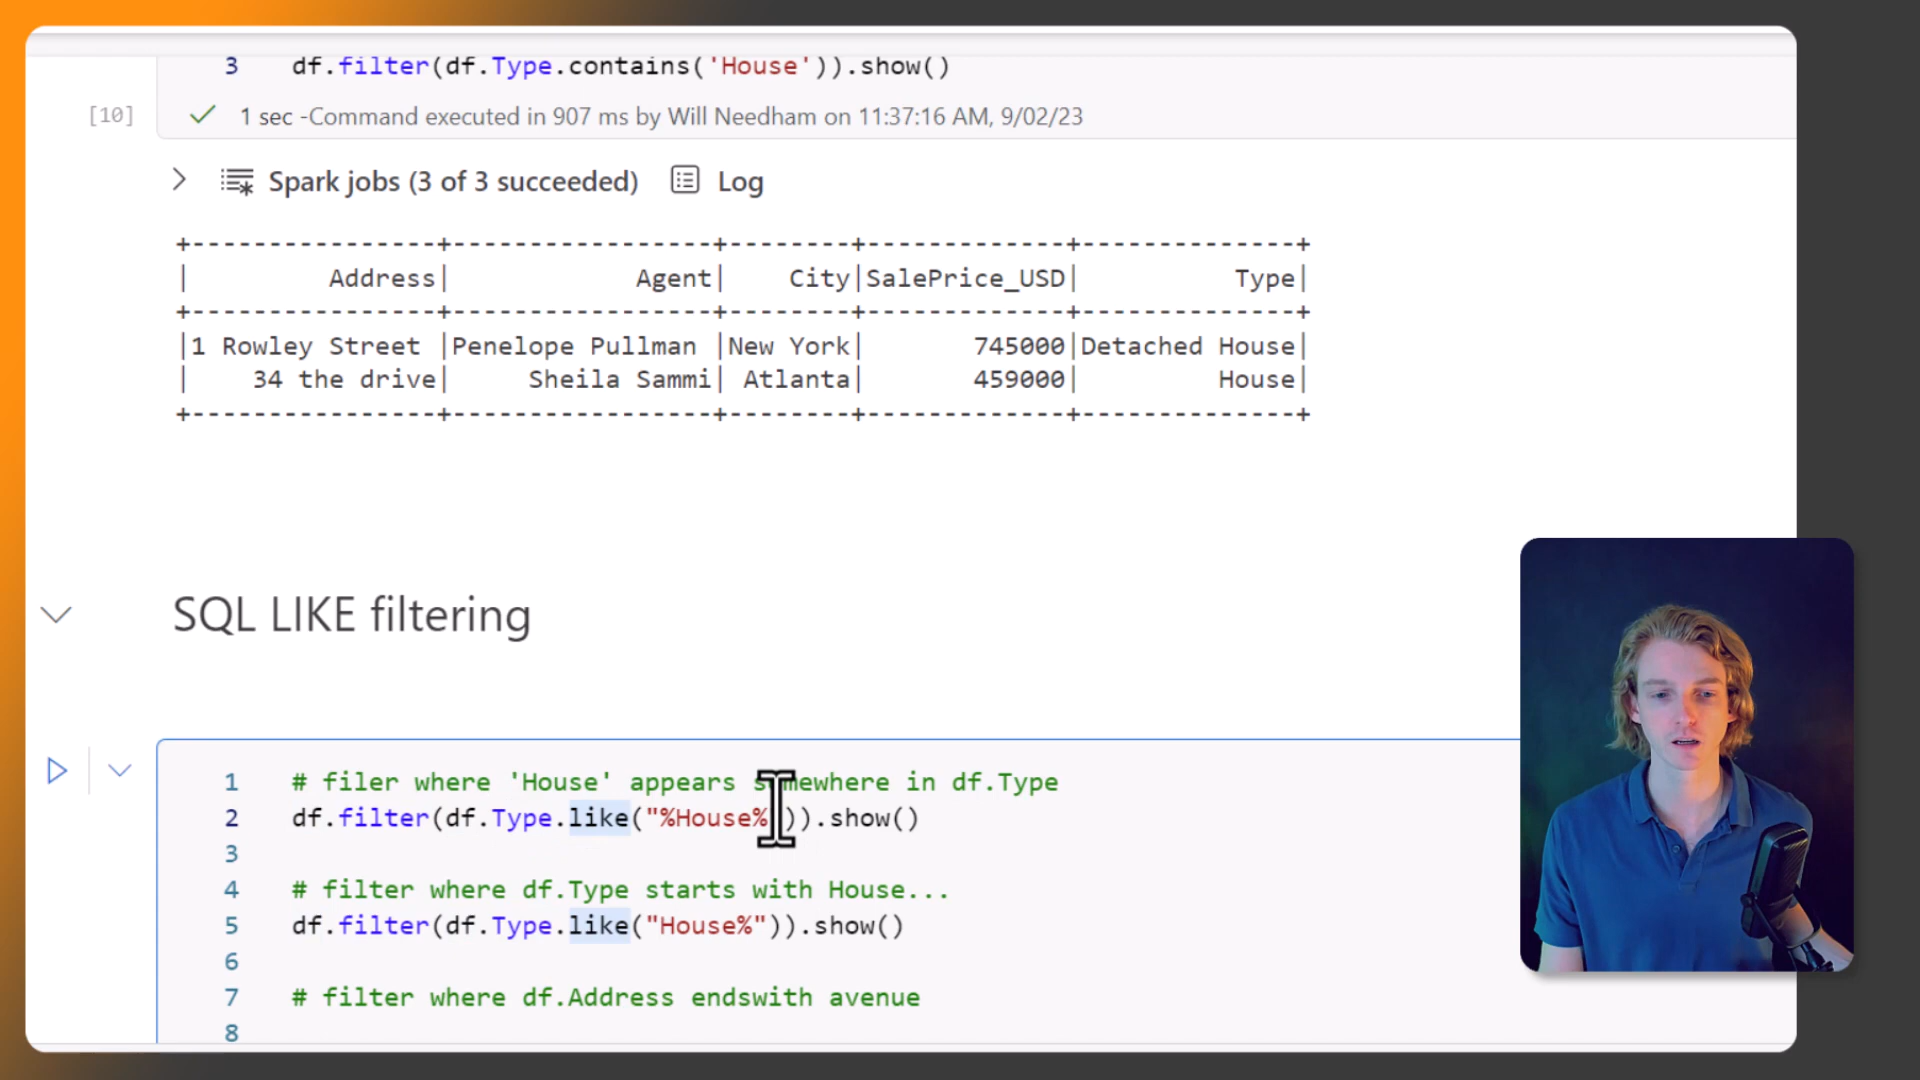 3 df.filter(df.Type.contains('House')).show()
[10] 1 sec -Command executed in 907 ms by Will Needham on 11:37:16 AM, 9/02/23
Spark jobs (3 of 3 succeeded) Log
+----------------+-----------------+--------+-------------+--------------+
|         Address|            Agent|    City|SalePrice_USD|          Type|
+----------------+-----------------+--------+-------------+--------------+
|1 Rowley Street |Penelope Pullman |New York|       745000|Detached House|
|    34 the drive|     Sheila Sammi| Atlanta|       459000|         House|
+----------------+-----------------+--------+-------------+--------------+
SQL LIKE filtering
1 # filer where 'House' appears somewhere in df.Type
2 df.filter(df.Type.like("%House%")).show()
3
4 # filter where df.Type starts with House...
5 df.filter(df.Type.like("House%")).show()
6
7 # filter where df.Address endswith avenue
8